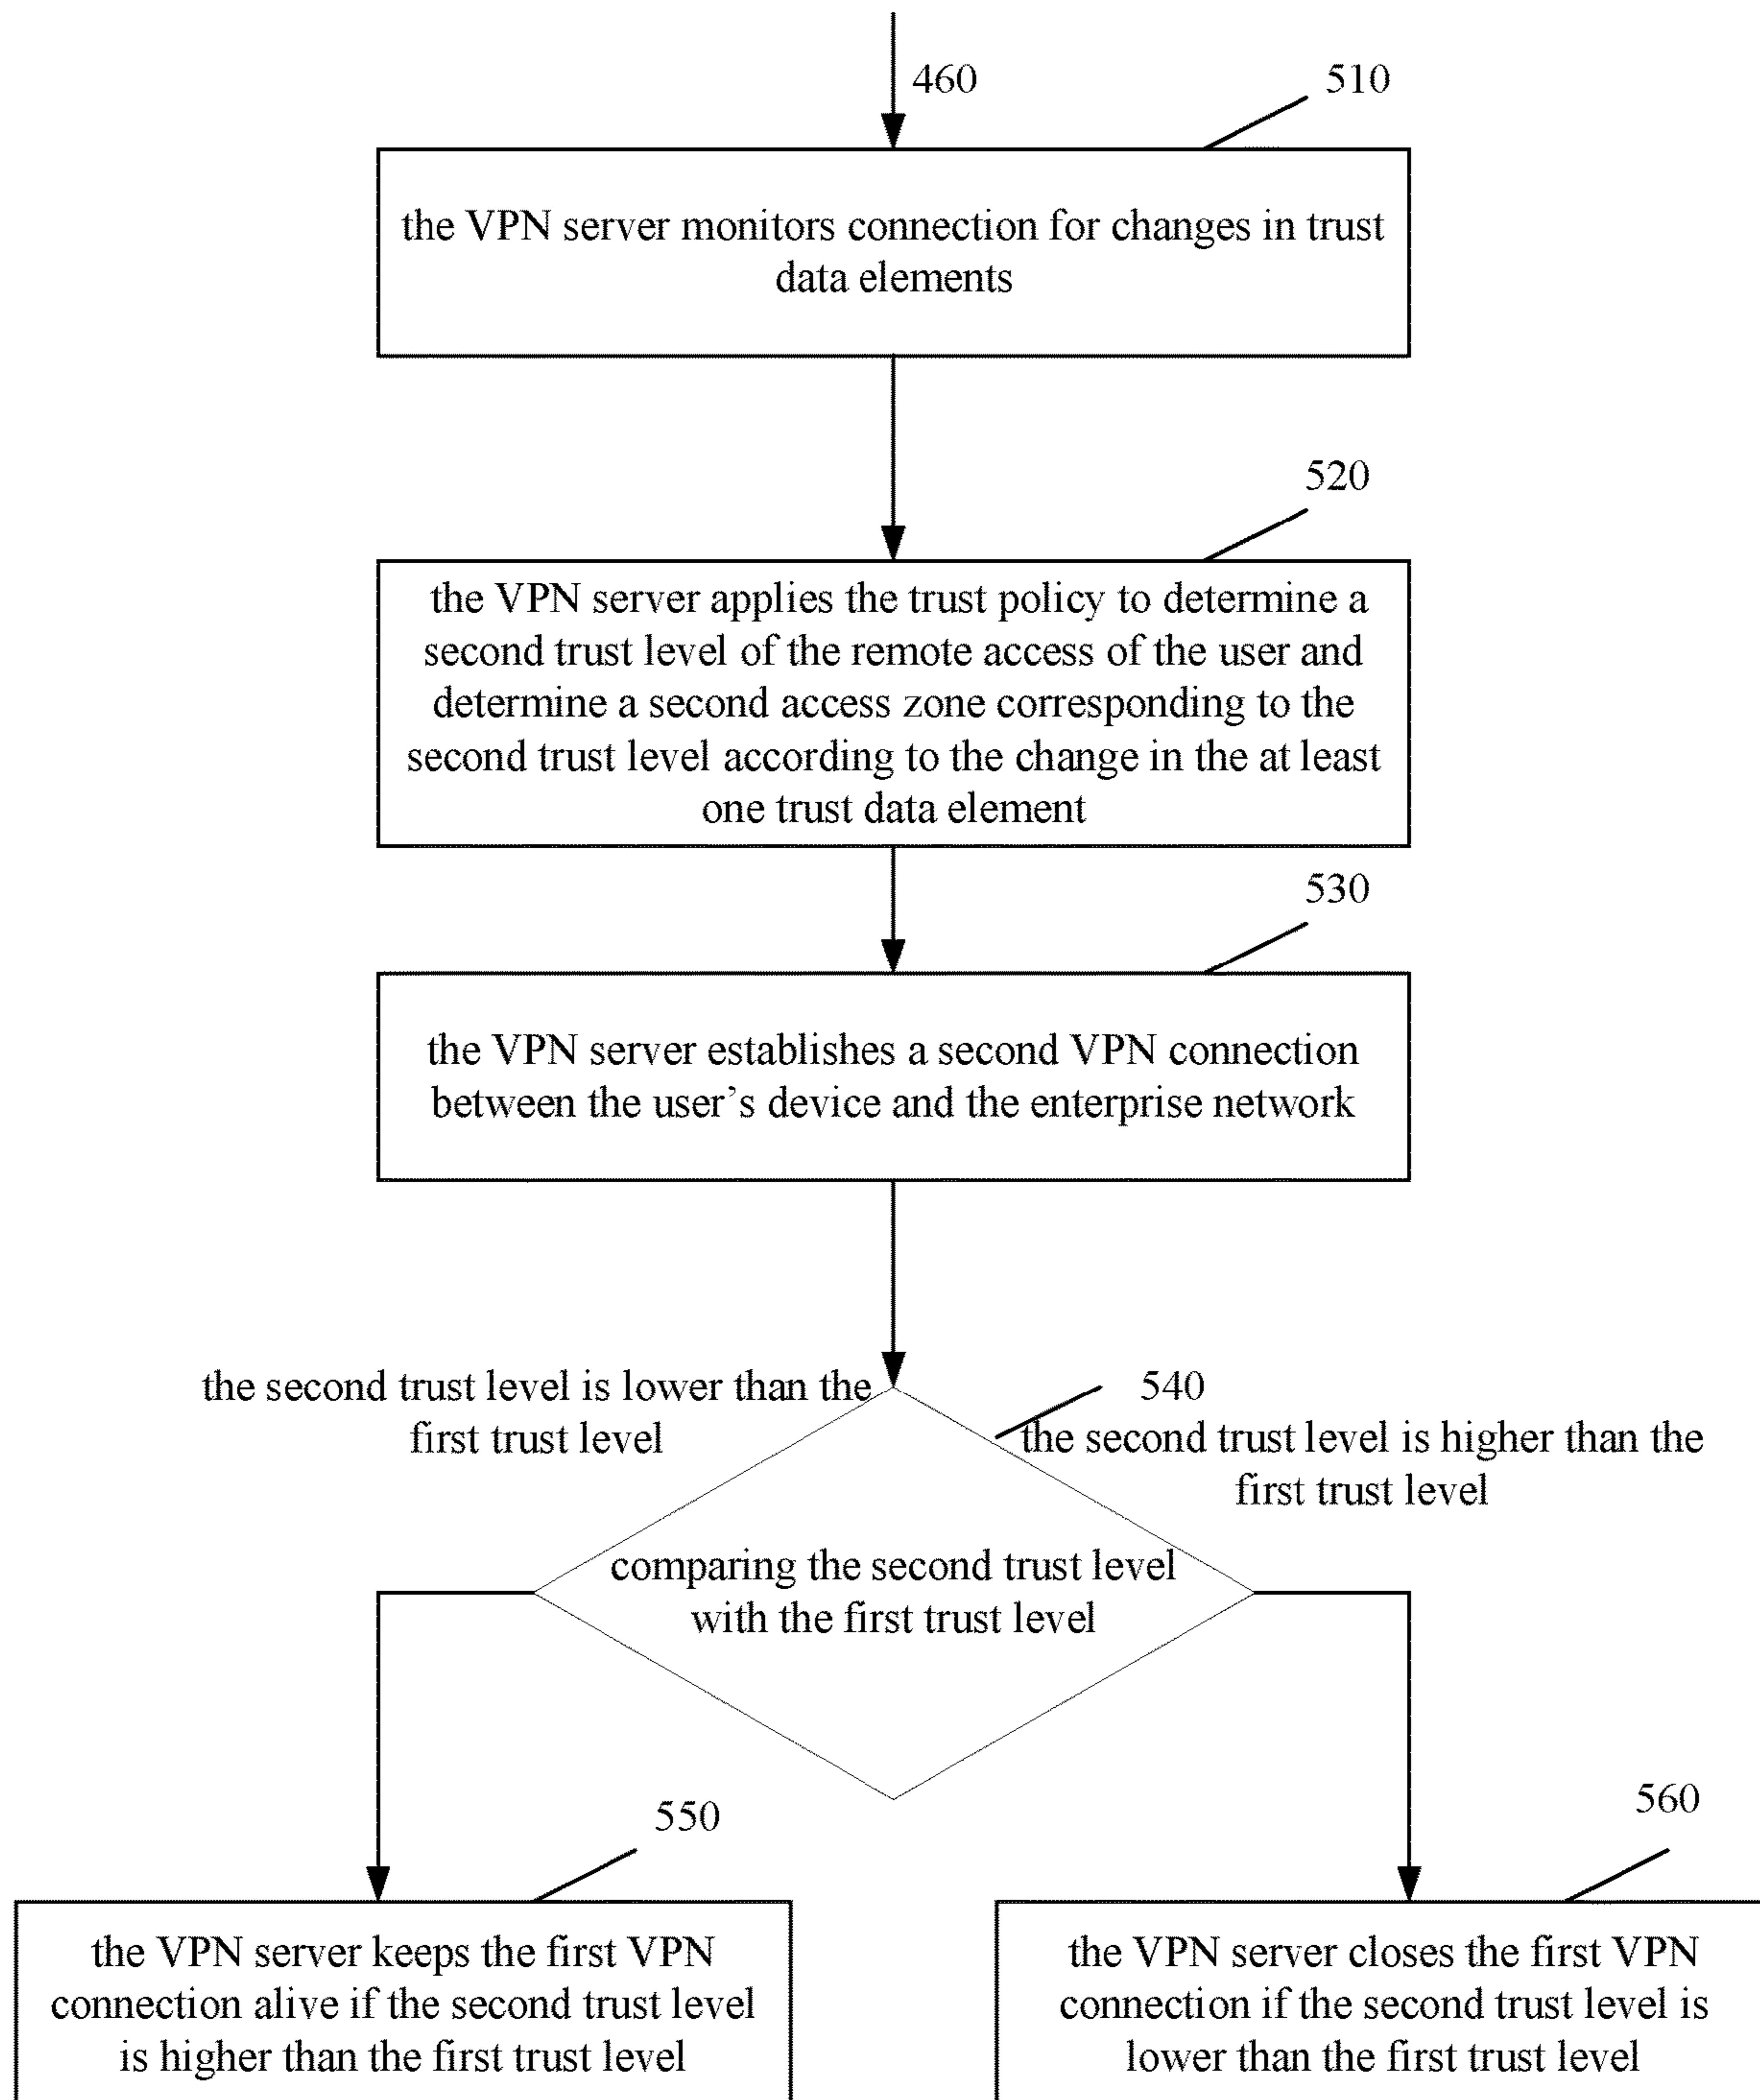 460
510
the VPN server monitors connection for changes in trust
data elements
520
the VPN server applies the trust policy to determine a
second trust level of the remote access of the user and
determine a second access zone corresponding to the
second trust level according to the change in the at least
one trust data element
530
the VPN server establishes a second VPN connection
between the user’s device and the enterprise network
the second trust level is lower than the
first trust level
540
the second trust level is higher than the
first trust level
comparing the second trust level
with the first trust level
550
560
the VPN server keeps the first VPN
connection alive if the second trust level
is higher than the first trust level
the VPN server closes the first VPN
connection if the second trust level is
lower than the first trust level